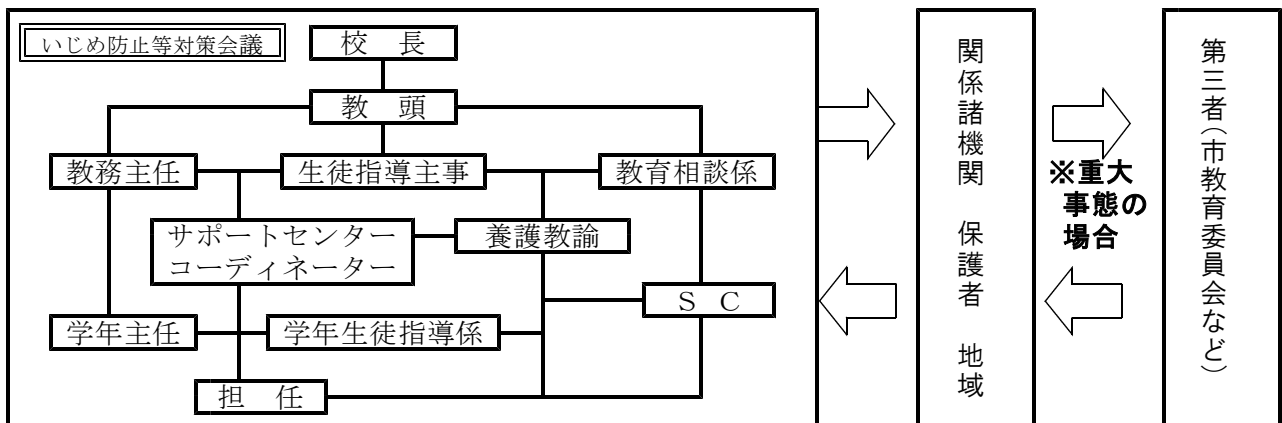 いじめ防止等対策会議
校　長
教　頭
教務主任
生徒指導主事
教育相談係
サポートセンター
コーディネーター
養護教諭
Ｓ　Ｃ
学年主任
学年生徒指導係
担　任
関係諸機関　保護者　地域
※重大
事態の
場合
第三者（市教育委員会など）